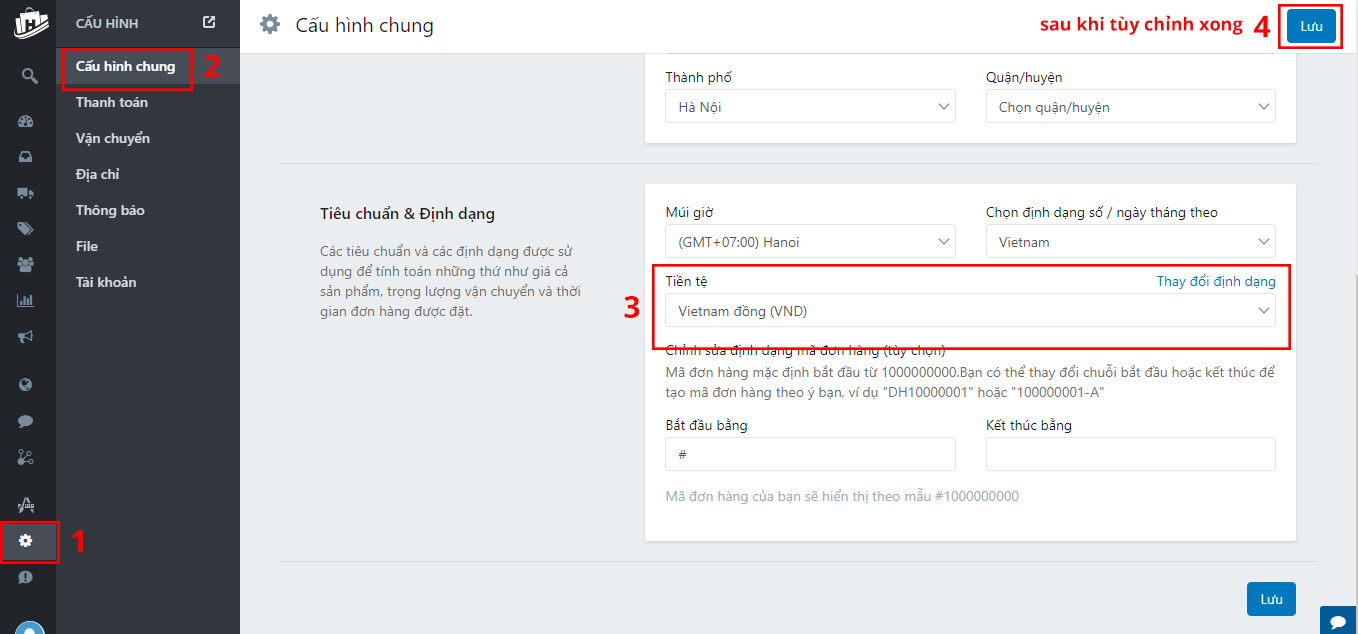 CẤU HÌNH
Cấu hình chung
2
Thanh toán
Vận chuyển
Địa chỉ
Thông báo
File
Tài khoản
1
Cấu hình chung
sau khi tùy chỉnh xong 4
Lưu
Thành phố
Quận/huyện
Hà Nội
Chọn quận/huyện
Tiêu chuẩn & Định dạng
Các tiêu chuẩn và các định dạng được sử
dụng để tính toán những thứ như giá cả
sản phẩm, trọng lượng vận chuyển và thời
gian đơn hàng được đặt.
Múi giờ
Chọn định dạng số / ngày tháng theo
(GMT+07:00) Hanoi
Vietnam
3
Tiền tệ
Thay đổi định dạng
Vietnam đồng (VND)
Chỉnh sửa định dạng mã đơn hàng (tùy chọn)
Mã đơn hàng mặc định bắt đầu từ 1000000000.Bạn có thể thay đổi chuỗi bắt đầu hoặc kết thúc để
tạo mã đơn hàng theo ý bạn, ví dụ "DH10000001" hoặc "100000001-A"
Bắt đầu bằng
Kết thúc bằng
#
Mã đơn hàng của bạn sẽ hiển thị theo mẫu #1000000000
Lưu